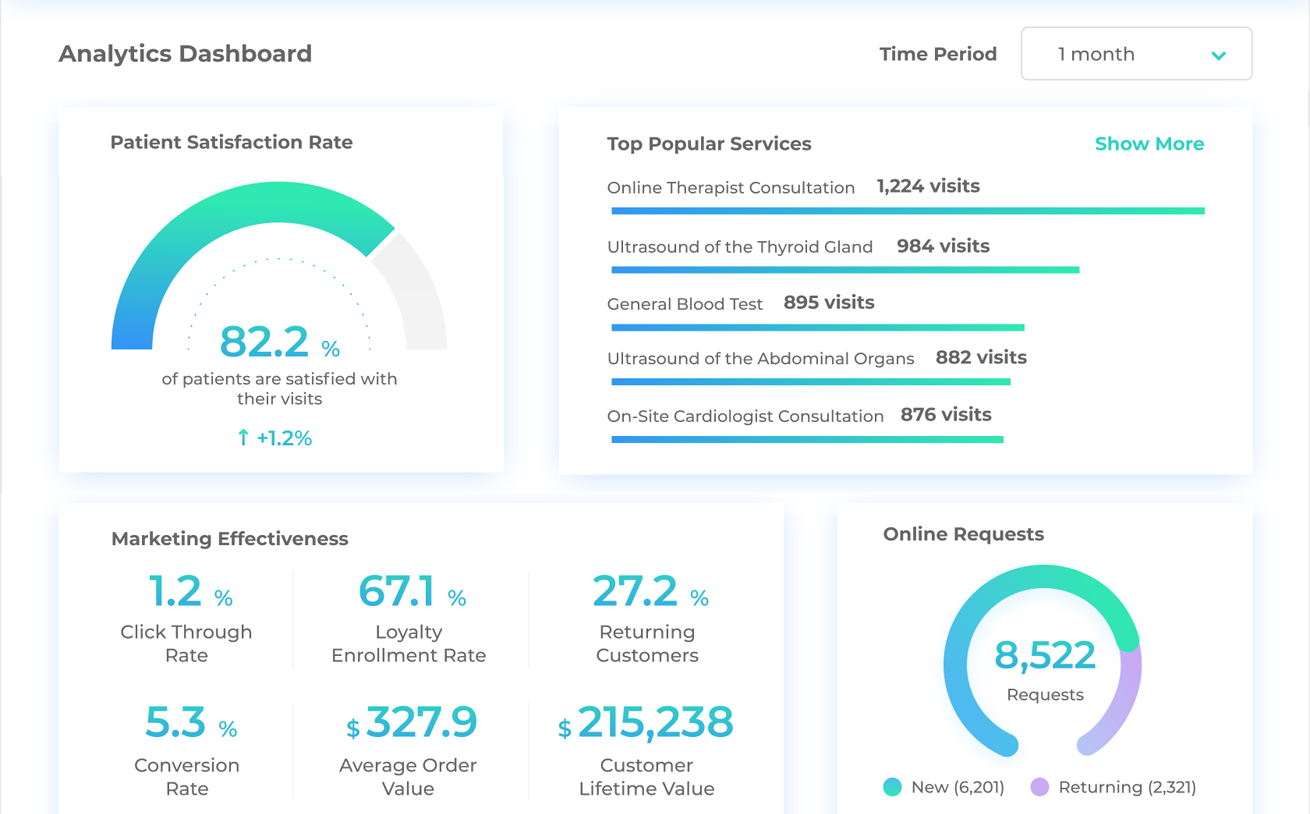 Analytics Dashboard
Time Period
1 month
Patient Satisfaction Rate
82.2 %
of patients are satisfied with
their visits
↑ +1.2%
Top Popular Services
Show More
Online Therapist Consultation 1,224 visits
Ultrasound of the Thyroid Gland 984 visits
General Blood Test 895 visits
Ultrasound of the Abdominal Organs 882 visits
On-Site Cardiologist Consultation 876 visits
Marketing Effectiveness
1.2 %
Click Through
Rate
67.1 %
Loyalty
Enrollment Rate
27.2 %
Returning
Customers
5.3 %
Conversion
Rate
$ 327.9
Average Order
Value
$ 215,238
Customer
Lifetime Value
Online Requests
8,522
Requests
New (6,201)
Returning (2,321)